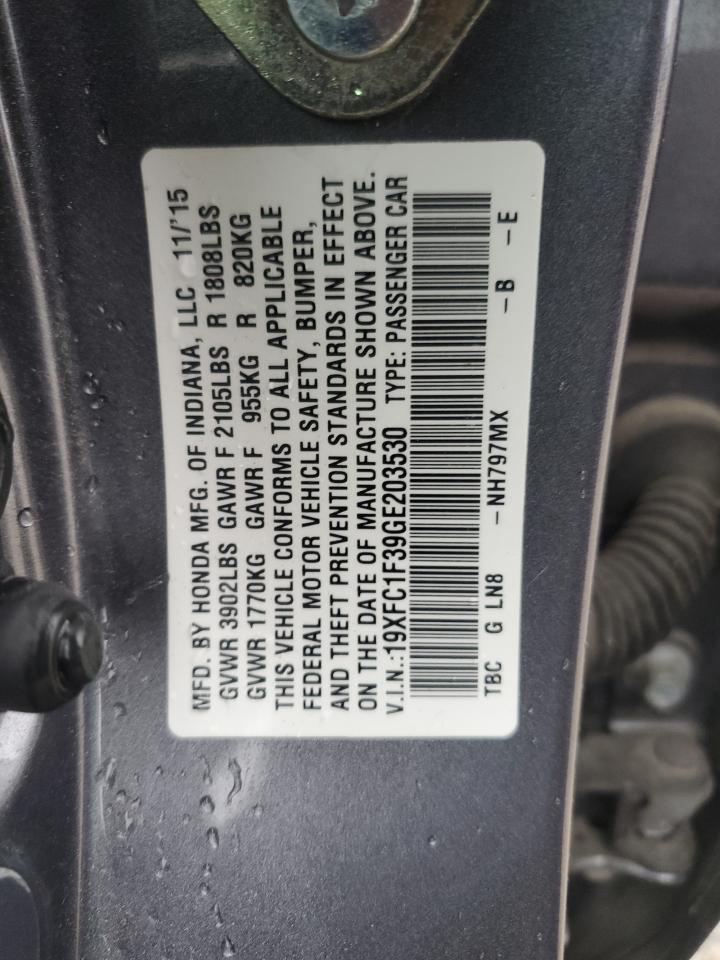 MFD. BY HONDA MFG. OF INDIANA, LLC 11/'15
GVWR 3902LBS GAWR F 2105LBS R 1808LBS
GVWR 1770KG GAWR F 955KG R 820KG
THIS VEHICLE CONFORMS TO ALL APPLICABLE
FEDERAL MOTOR VEHICLE SAFETY, BUMPER,
AND THEFT PREVENTION STANDARDS IN EFFECT
ON THE DATE OF MANUFACTURE SHOWN ABOVE.
V.I.N.:19XFC1F39GE203530 TYPE: PASSENGER CAR
TBC G LN8 -NH797MX -B -E